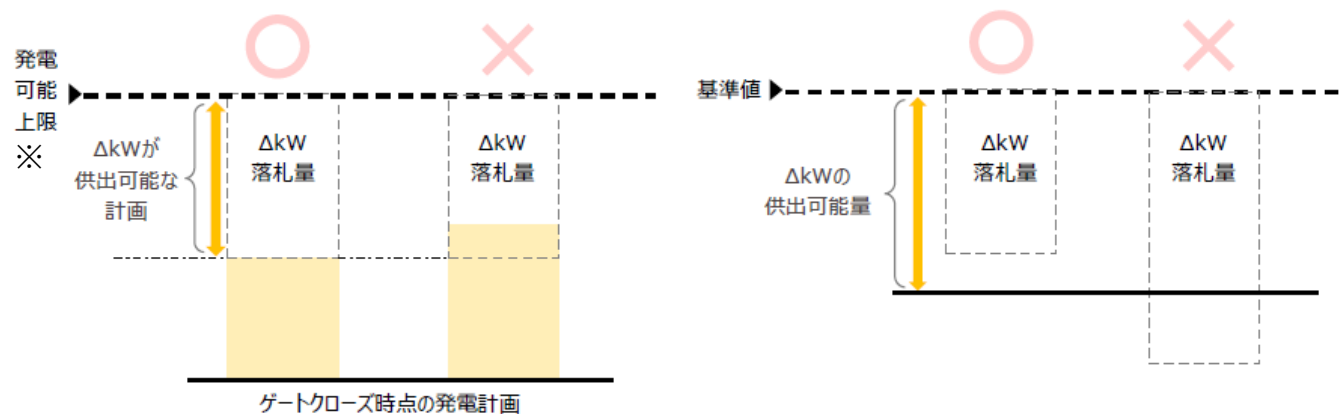 発電
可能
上限
※
ΔkWが
供出可能な
計画
ΔkW
落札量
ΔkW
落札量
ゲートクローズ時点の発電計画
基準値
ΔkWの
供出可能量
ΔkW
落札量
ΔkW
落札量